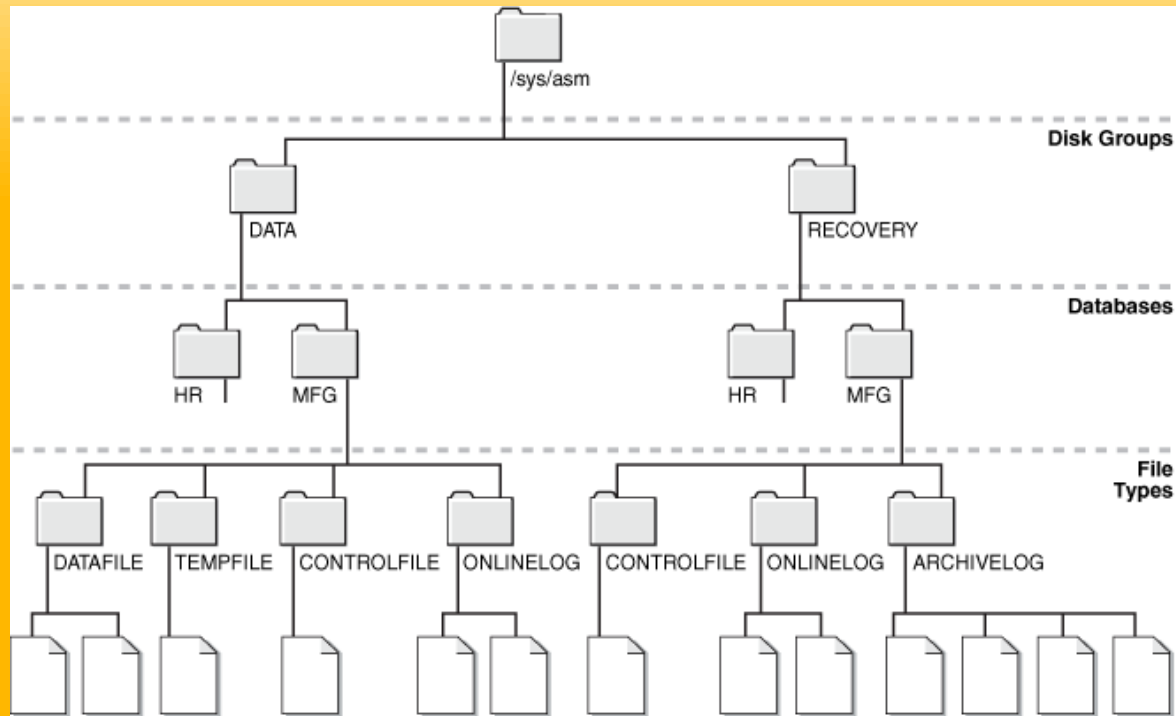 /sys/asm
Disk Groups
DATA
RECOVERY
Databases
HR
MFG
HR
MFG
File
Types
DATAFILE
TEMPFILE
CONTROLFILE
ONLINELOG
CONTROLFILE
ONLINELOG
ARCHIVELOG